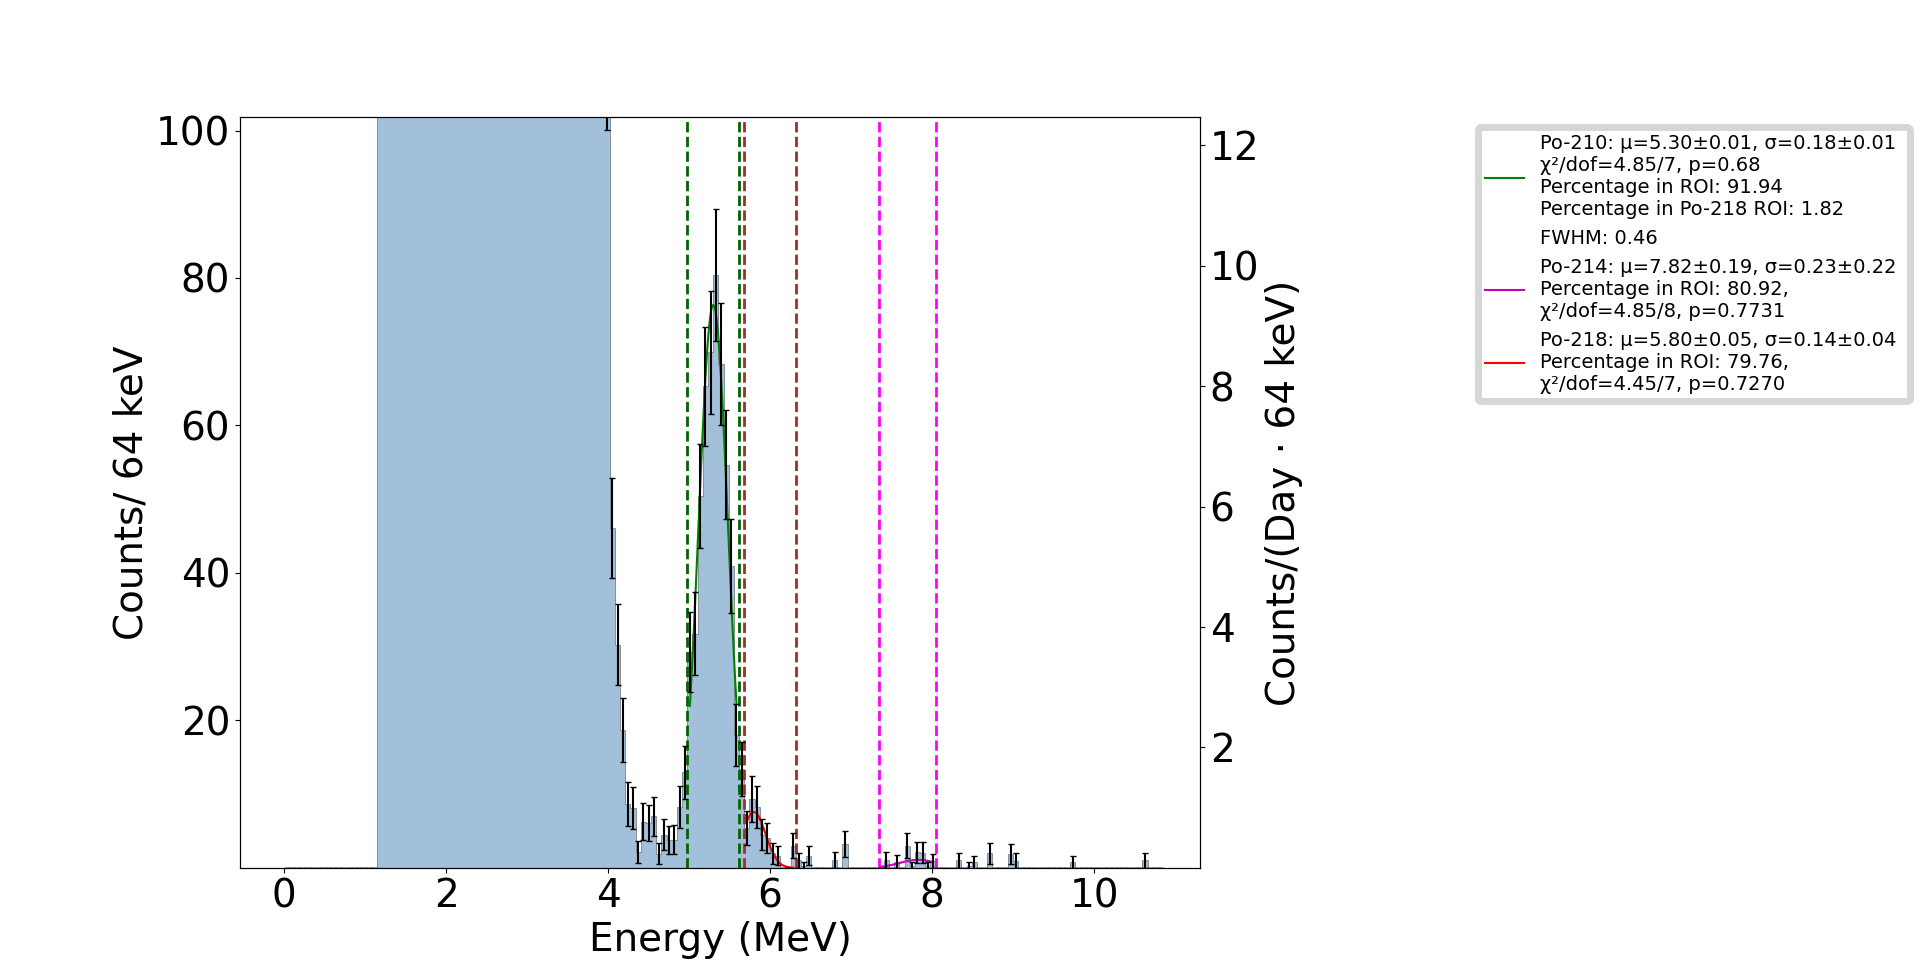 100
80
60
40
20
Counts/ 64 keV
12
10
8
6
4
2
Counts/(Day · 64 keV)
0 2 4 6 8 10
Energy (MeV)
Po-210: μ=5.30±0.01, σ=0.18±0.01
χ²/dof=4.85/7, p=0.68
Percentage in ROI: 91.94
Percentage in Po-218 ROI: 1.82
FWHM: 0.46
Po-214: μ=7.82±0.19, σ=0.23±0.22
Percentage in ROI: 80.92,
χ²/dof=4.85/8, p=0.7731
Po-218: μ=5.80±0.05, σ=0.14±0.04
Percentage in ROI: 79.76,
χ²/dof=4.45/7, p=0.7270